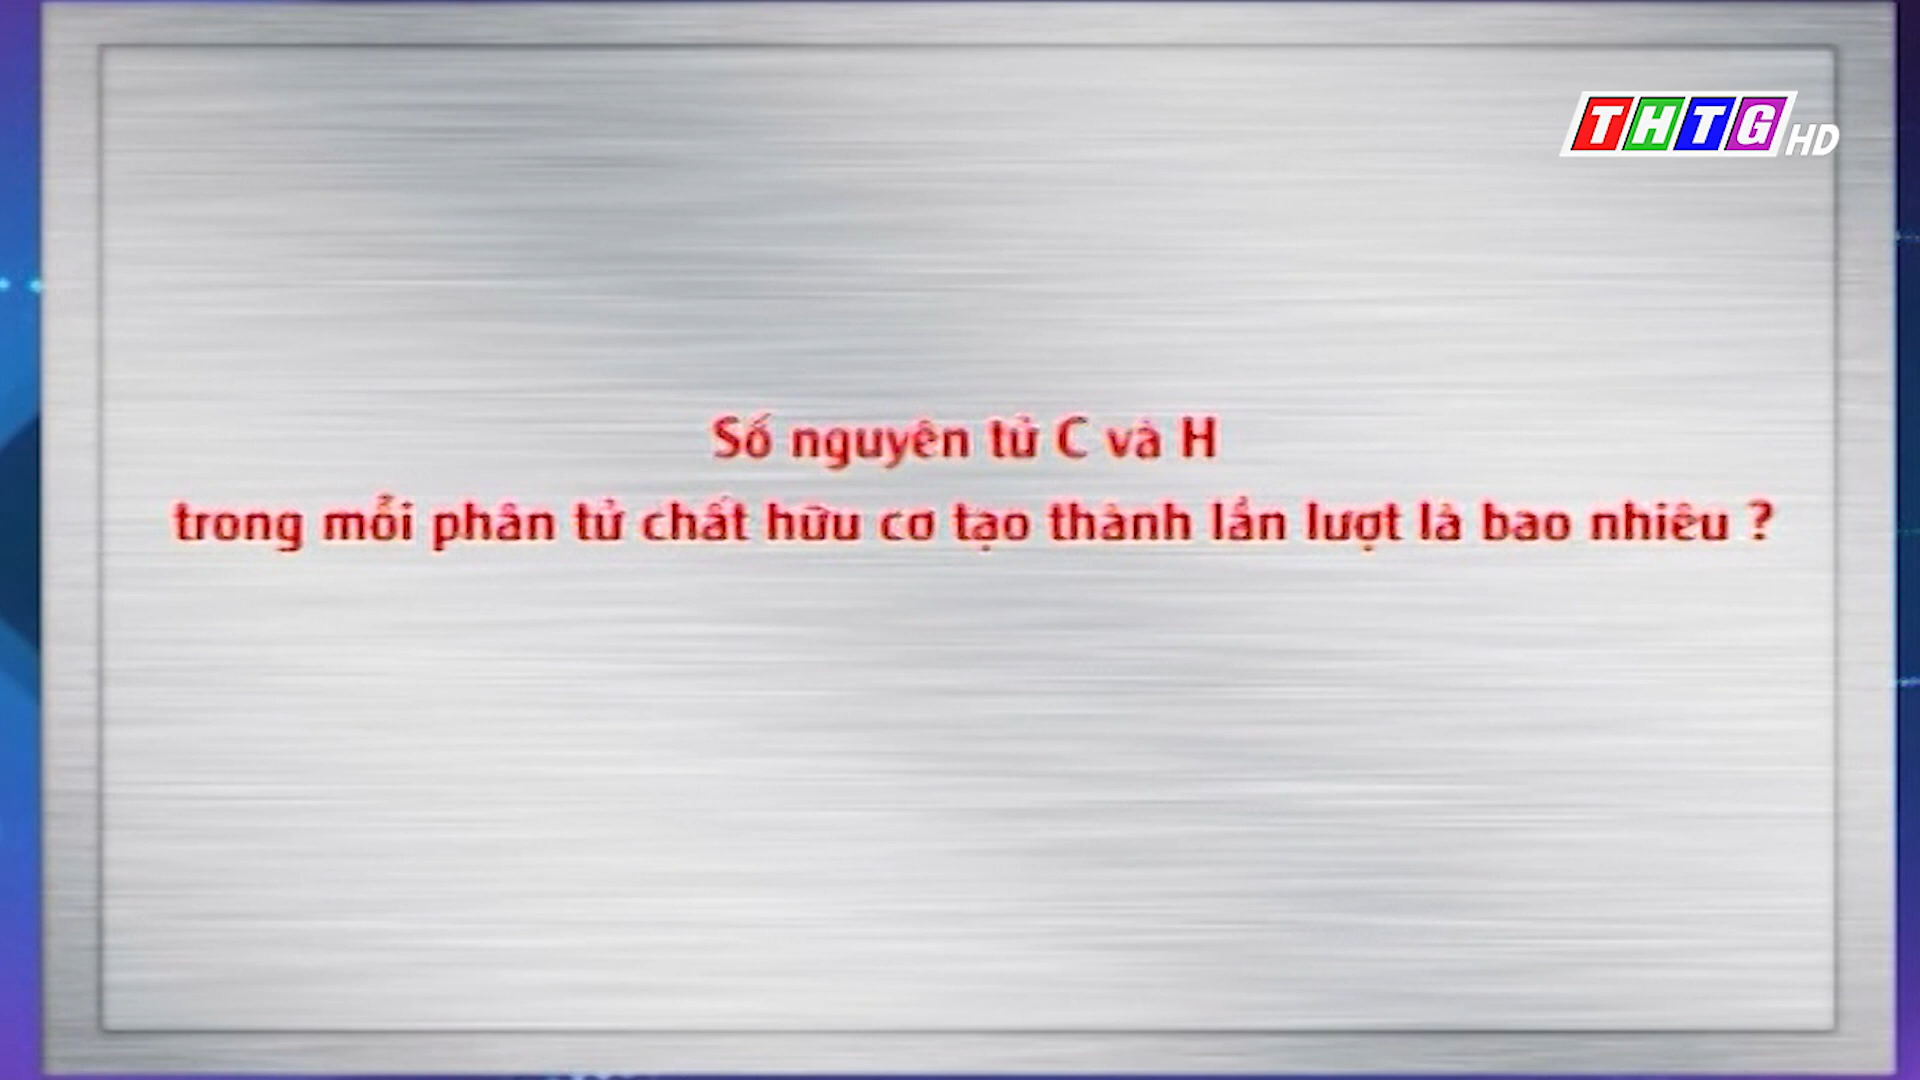 THTG HD
Số nguyên tử C và H
trong mỗi phân tử chất hữu cơ tạo thành lần lượt là bao nhiêu ?